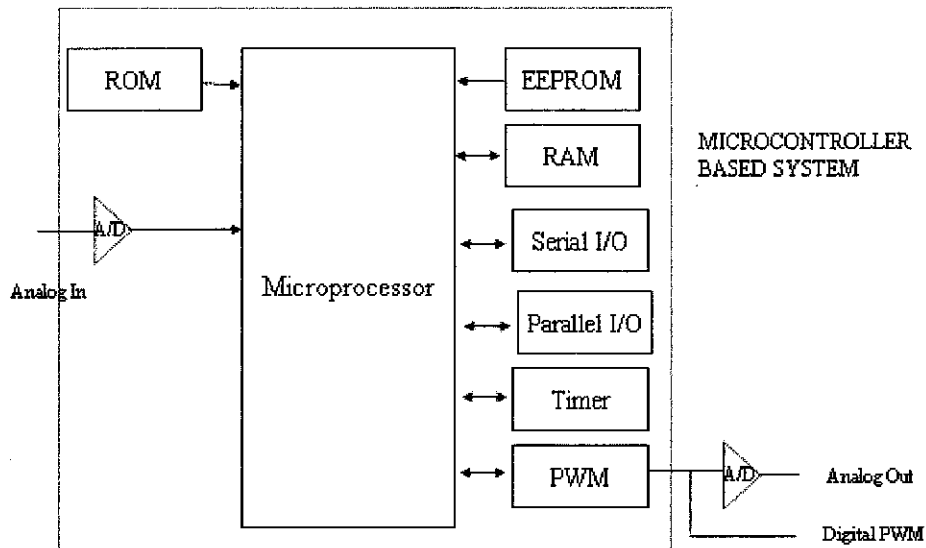 ROM
EEPROM
RAM
MICROCONTROLLER
BASED SYSTEM
A/D
Analog In
Microprocessor
Serial I/O
Parallel I/O
Timer
PWM
A/D
Analog Out
Digital PWM